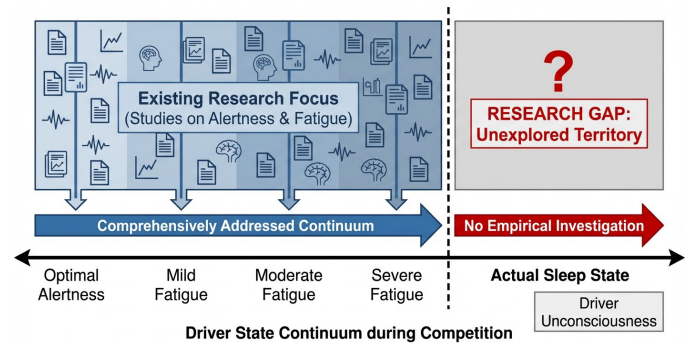 Existing Research Focus
(Studies on Alertness & Fatigue)
?
RESEARCH GAP:
Unexplored Territory
Comprehensively Addressed Continuum
No Empirical Investigation
Optimal
Alertness
Mild
Fatigue
Moderate
Fatigue
Severe
Fatigue
Actual Sleep State
Driver
Unconsciousness
Driver State Continuum during Competition